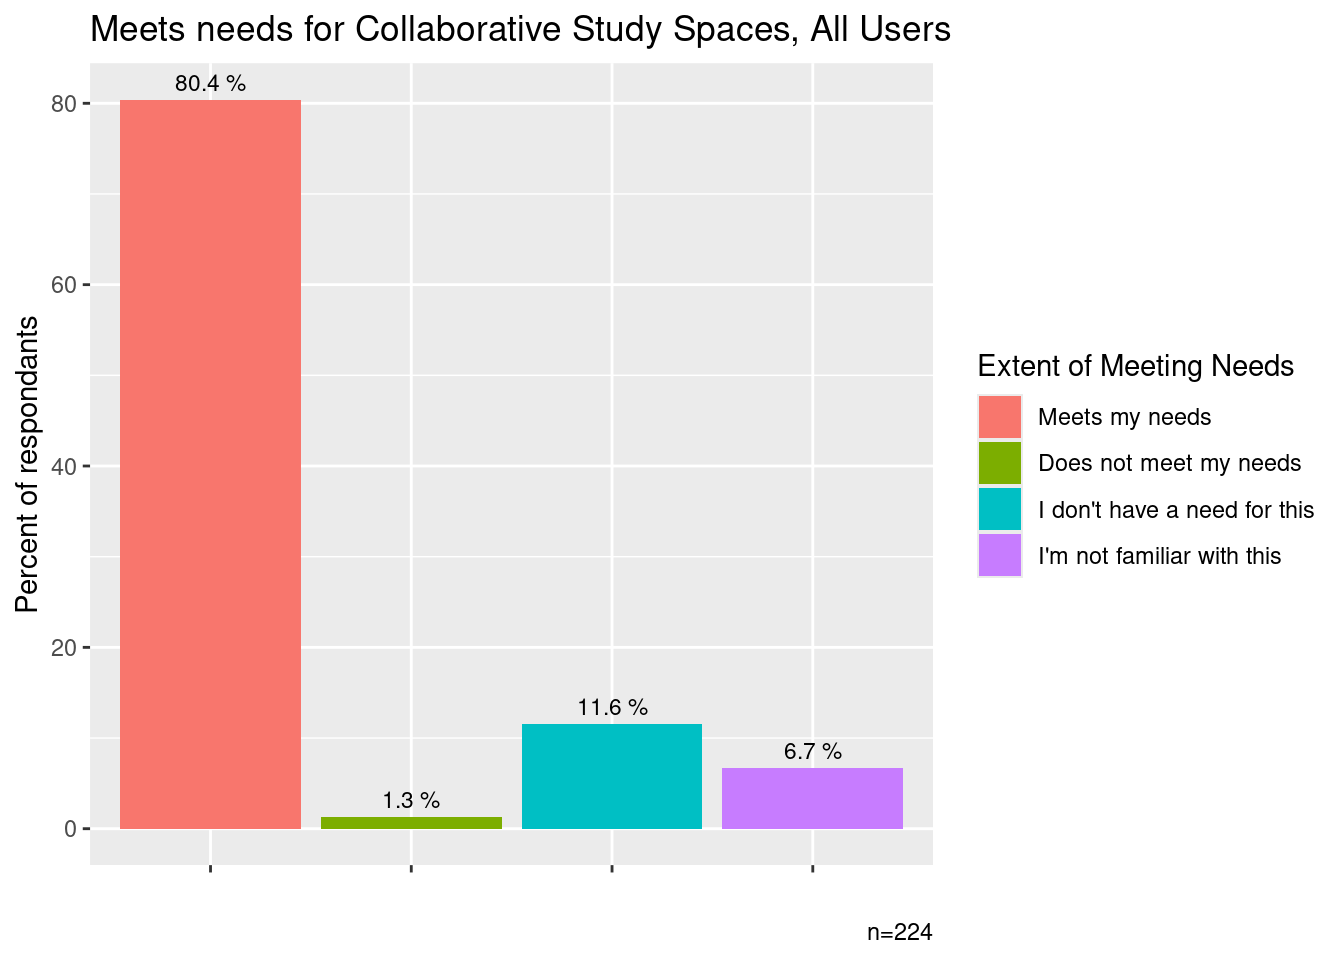 Meets needs for Collaborative Study Spaces, All Users
Percent of respondants
80
60
40
20
0
80.4 %
1.3 %
11.6 %
6.7 %
Extent of Meeting Needs
Meets my needs
Does not meet my needs
I don't have a need for this
I'm not familiar with this
n=224